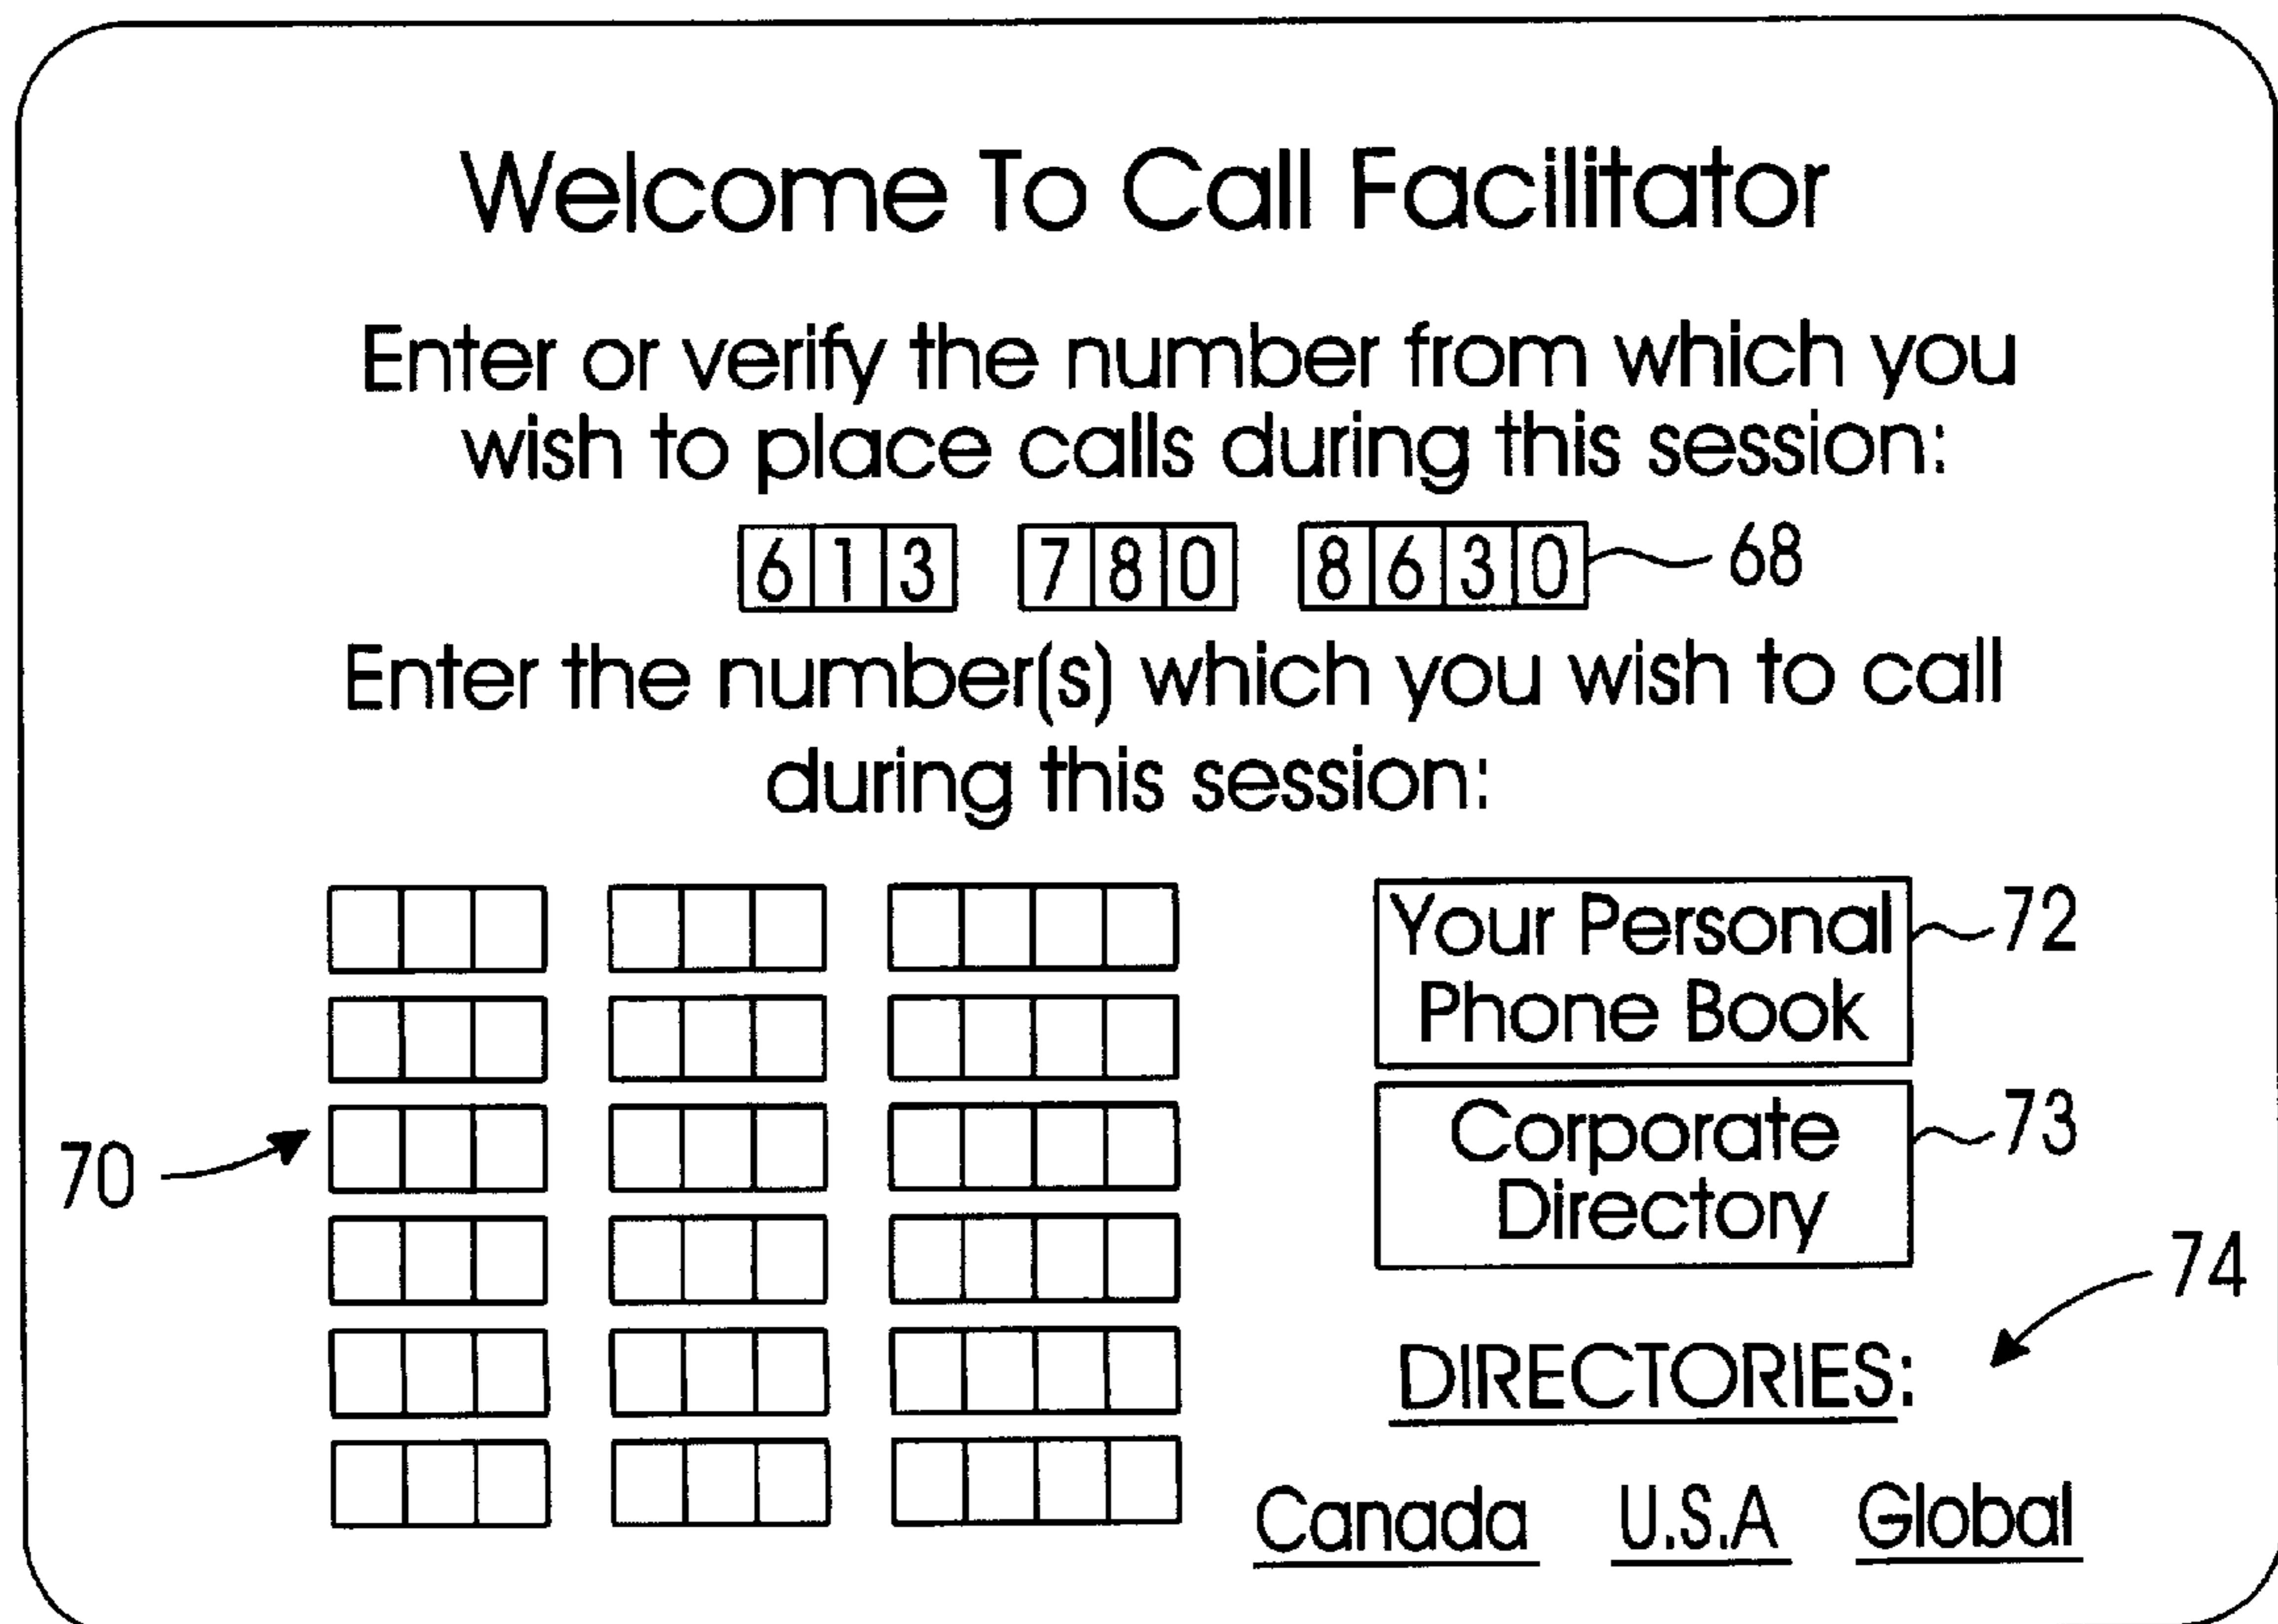 Welcome To Call Facilitator
Enter or verify the number from which you
wish to place calls during this session:
613 780 8630 68
Enter the number(s) which you wish to call
during this session:
Your Personal
Phone Book
72
Corporate
Directory
73
70
74
DIRECTORIES:
Canada U.S.A Global